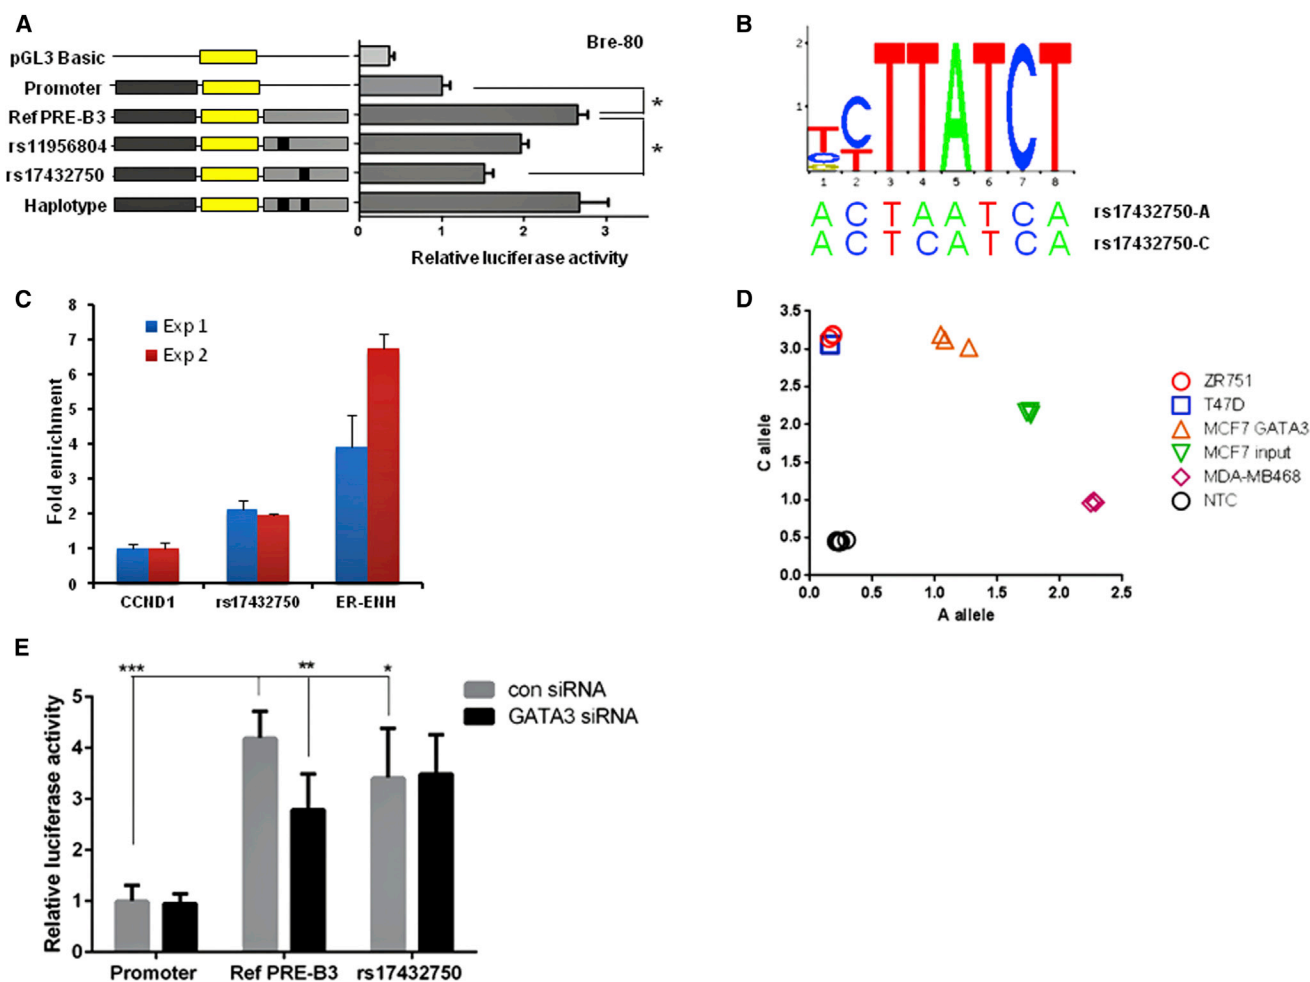 A
Bre-80
pGL3 Basic
Promoter
Ref PRE-B3
rs11956804
rs17432750
Haplotype
*
*
0 1 2 3
Relative luciferase activity
B
2
1
T C T T A T C T
C T
G
1 2 3 4 5 6 7 8
A C T A A T C A rs17432750-A
A C T C A T C A rs17432750-C
C
Exp 1
Exp 2
Fold enrichment
8
7
6
5
4
3
2
1
0
CCND1 rs17432750 ER-ENH
D
C allele
3.5
3.0
2.5
2.0
1.5
1.0
0.5
0.0
0.0 0.5 1.0 1.5 2.0 2.5
A allele
ZR751
T47D
MCF7 GATA3
MCF7 input
MDA-MB468
NTC
E
*** ** *
con siRNA
GATA3 siRNA
Relative luciferase activity
5
4
3
2
1
0
Promoter Ref PRE-B3 rs17432750